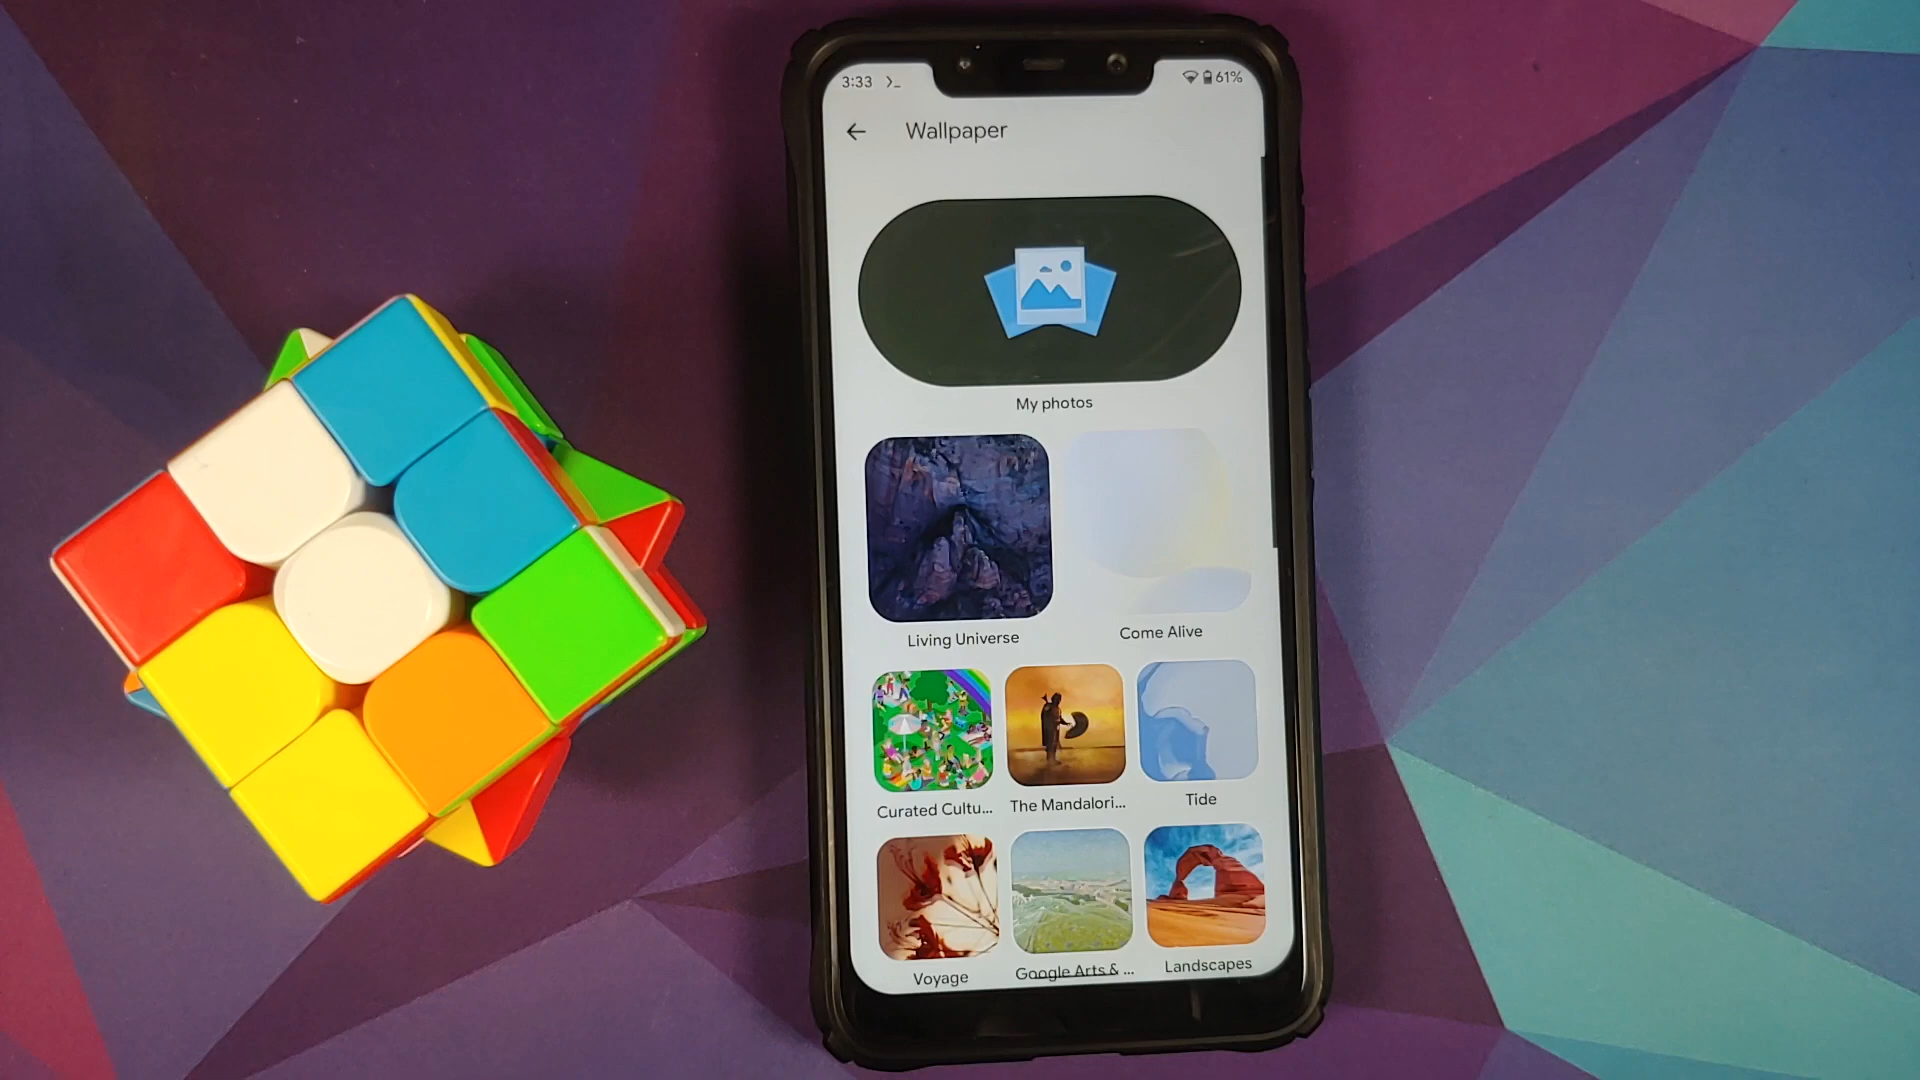 3:33 >_ 61%
Wallpaper
My photos
Living Universe Come Alive
Curated Cultu... The Mandalori... Tide
Voyage Google Arts & ... Landscapes